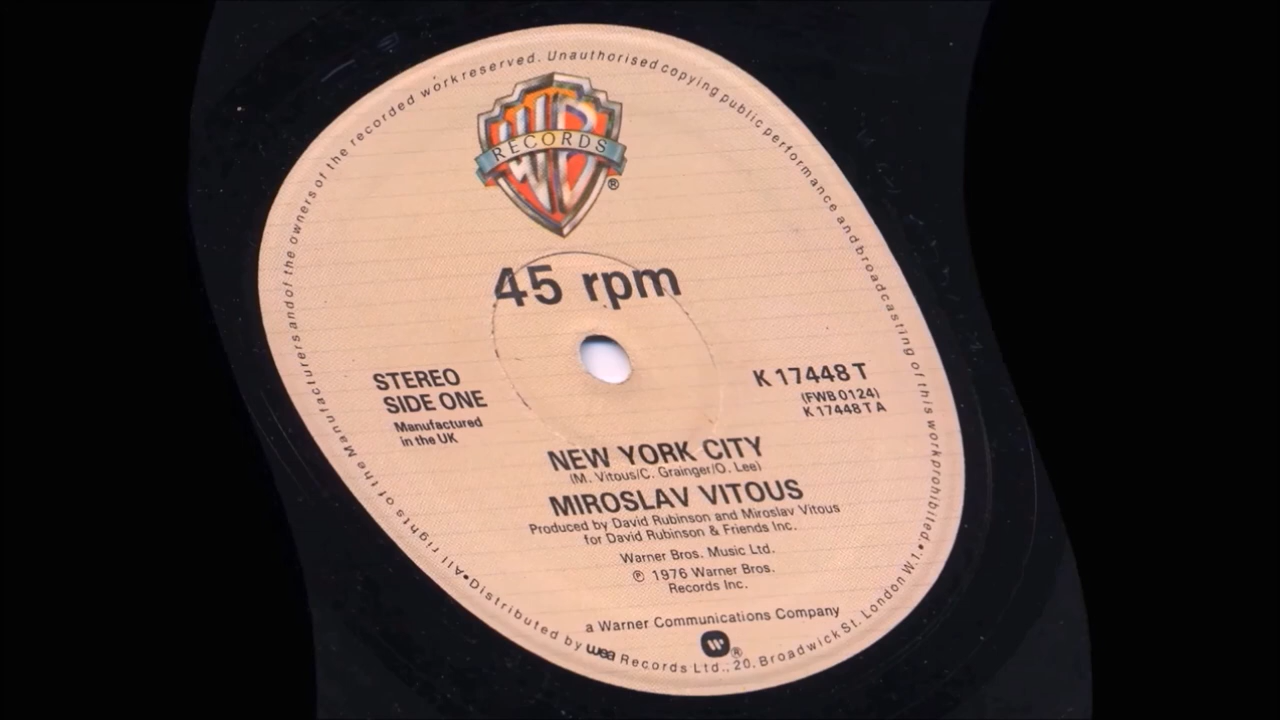 WB
RECORDS
®
45 rpm
STEREO
SIDE ONE
Manufactured
in the UK
K 17448 T
(FWB 0124)
K 17448 T A
NEW YORK CITY
(M. Vitous/C. Grainger/O. Lee)
MIROSLAV VITOUS
Produced by David Rubinson and Miroslav Vitous
for David Rubinson & Friends Inc.
Warner Bros. Music Ltd.
℗ 1976 Warner Bros.
Records Inc.
a Warner Communications Company
W ®
•All rights of the Manufacturers and of the owners of the recorded work reserved. Unauthorised copying public performance and broadcasting of this work prohibited.•
Distributed by wea Records Ltd., 20, Broadwick St. London W.1.